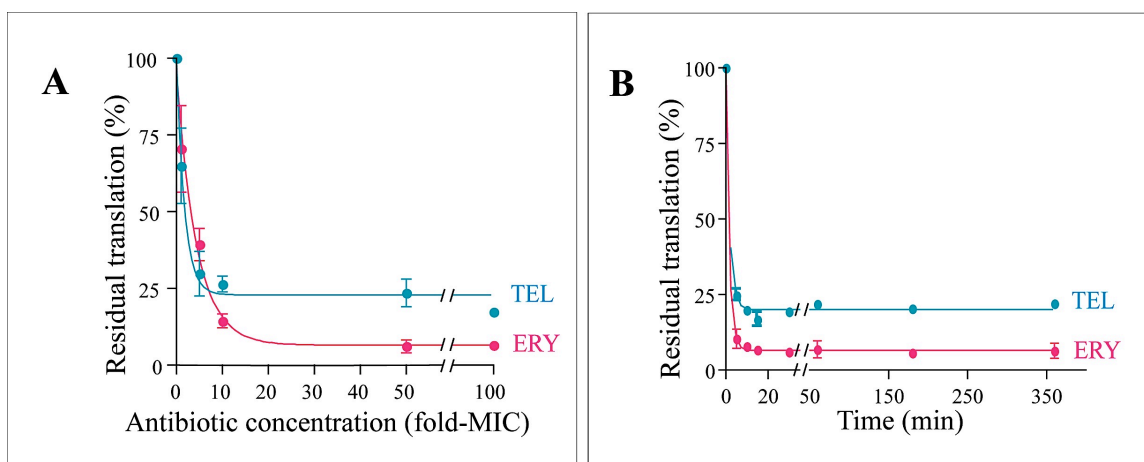 A
Residual translation (%)
100
75
50
25
0
TEL
ERY
0 10 20 30 40 50 100
Antibiotic concentration (fold-MIC)
B
Residual translation (%)
100
75
50
25
0
TEL
ERY
0 20 50 150 250 350
Time (min)